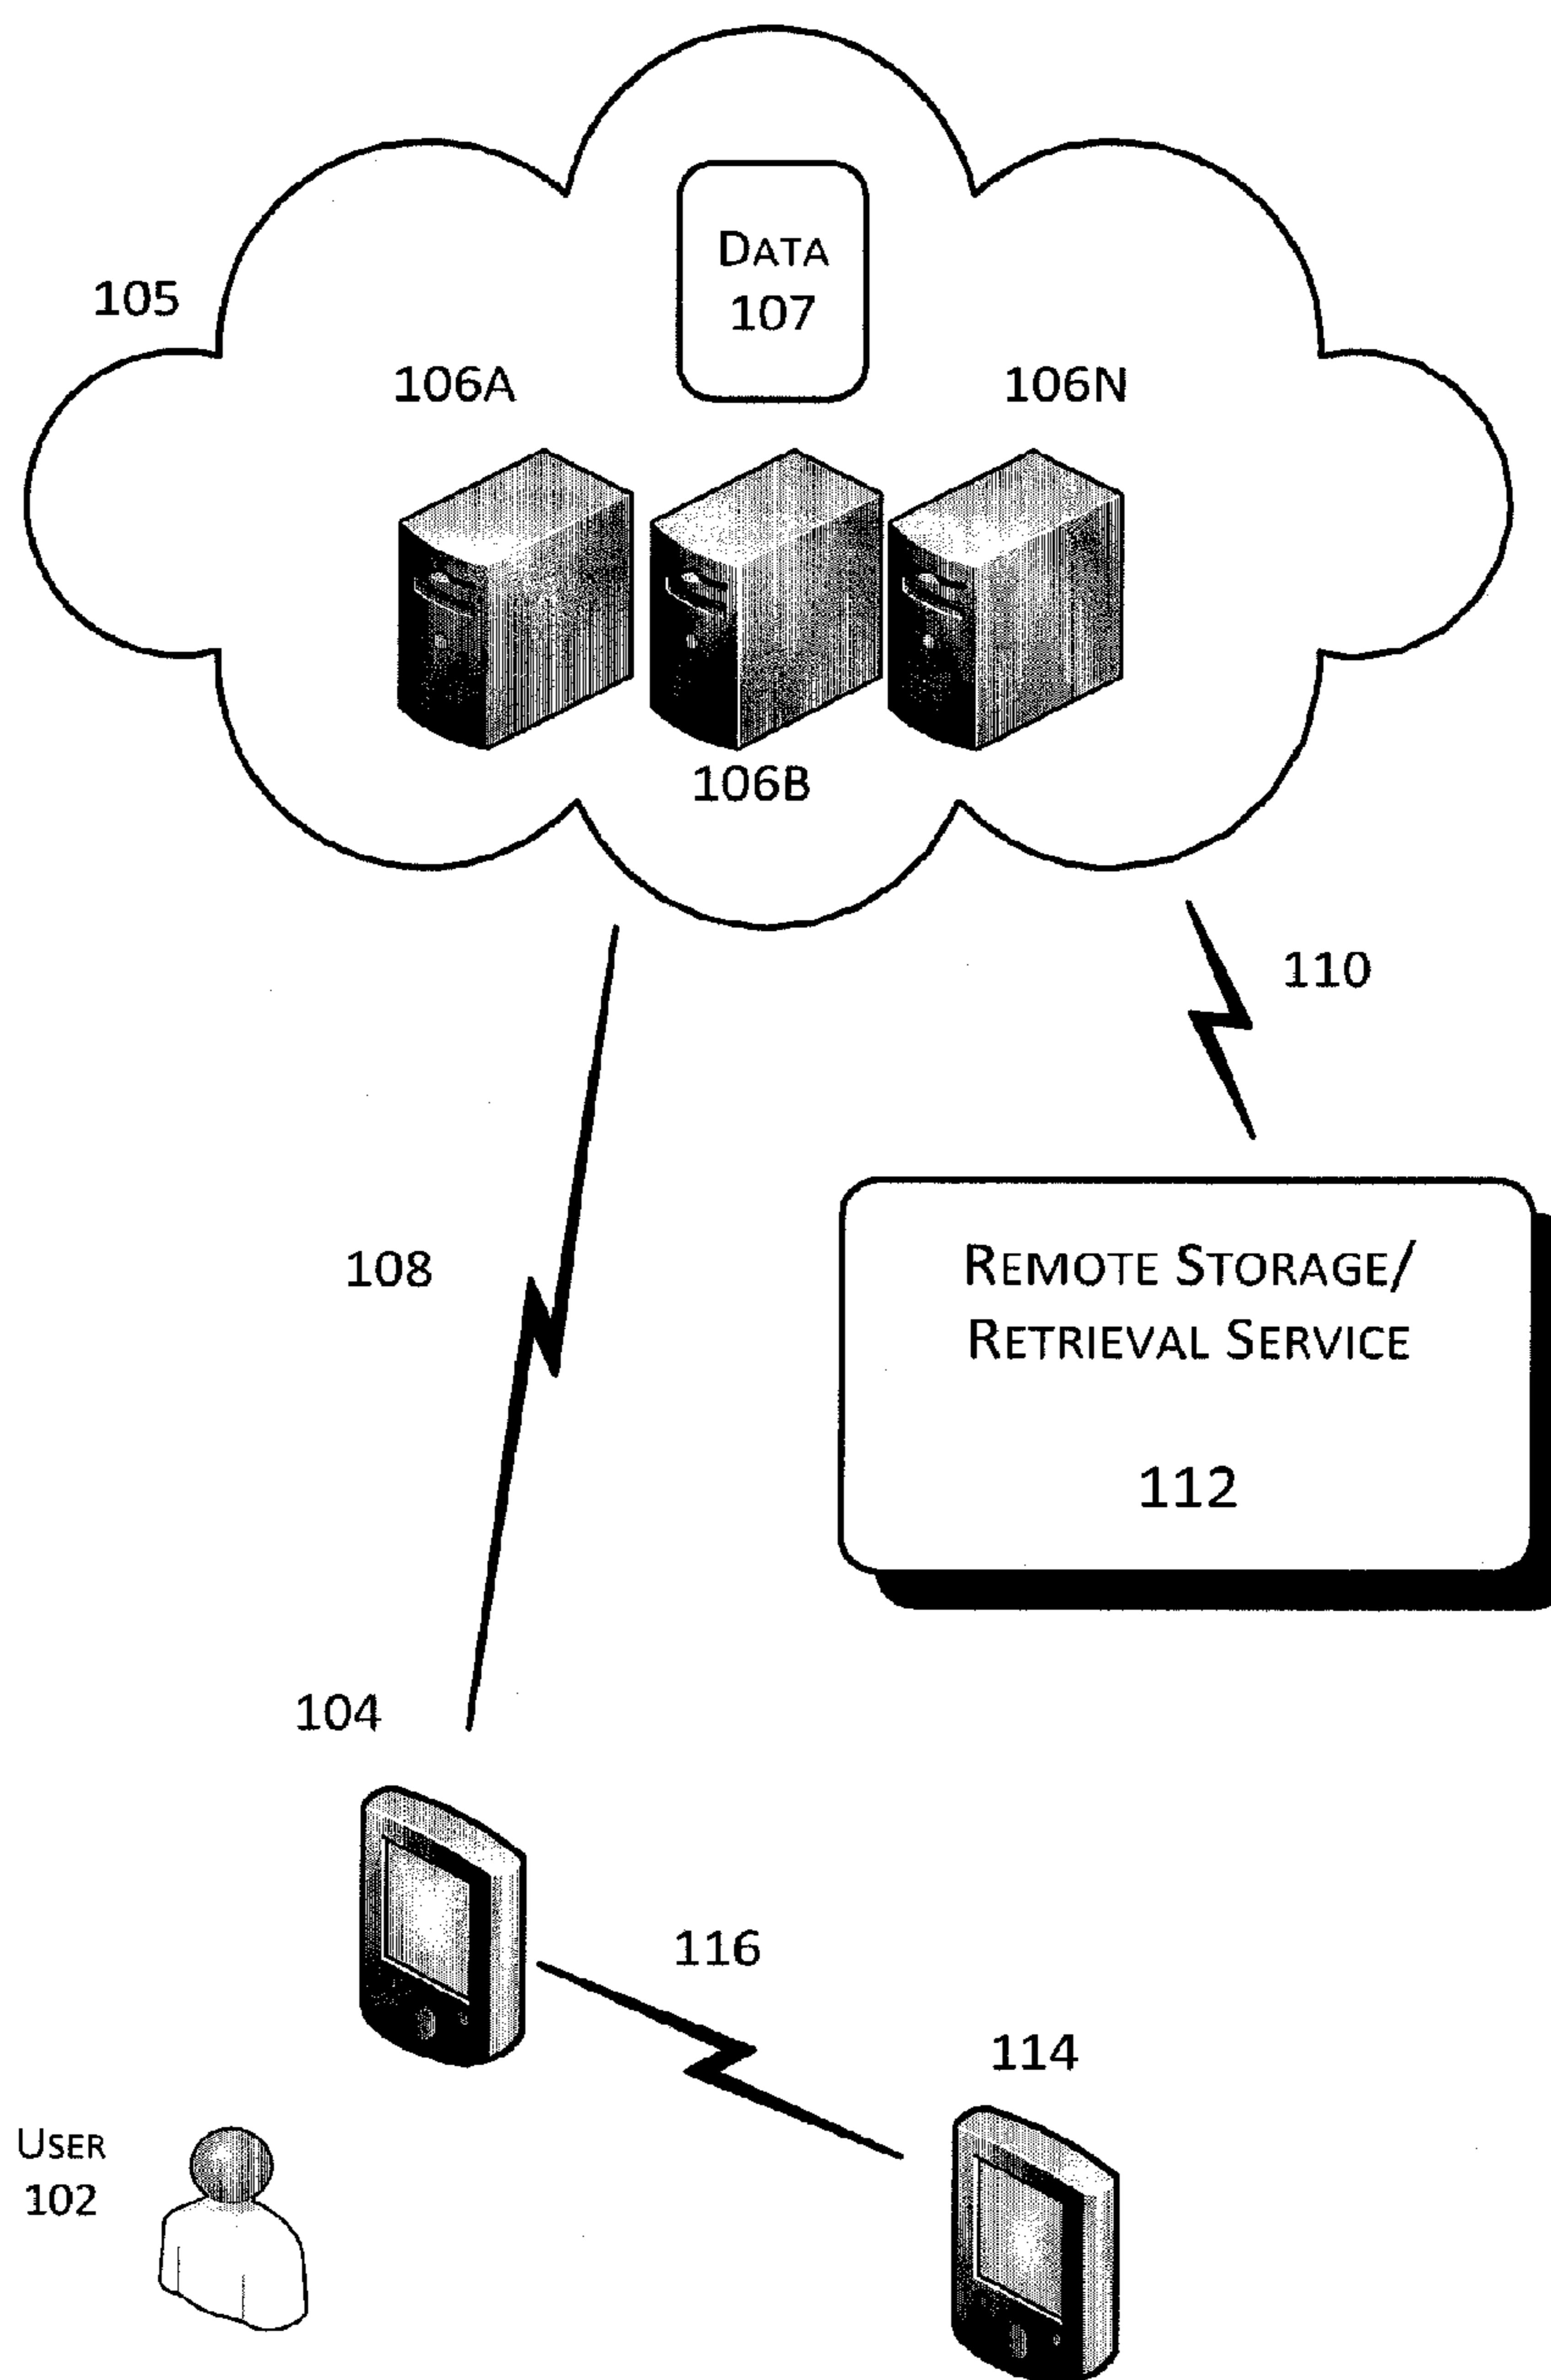 DATA
107
105
106A
106N
106B
110
108
REMOTE STORAGE/
RETRIEVAL SERVICE
112
104
116
114
USER
102